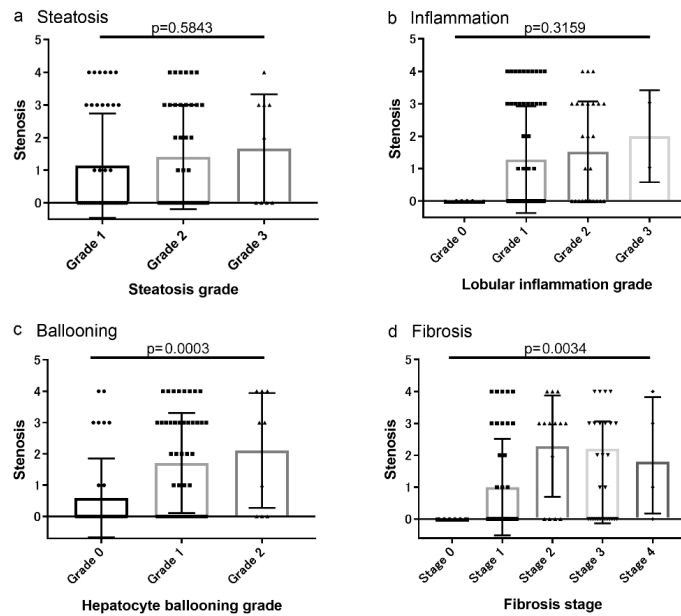 a Steatosis
p=0.5843
5
4
3
2
1
0
Stenosis
Grade 1
Grade 2
Grade 3
Steatosis grade
b Inflammation
p=0.3159
5
4
3
2
1
0
Stenosis
Grade 0
Grade 1
Grade 2
Grade 3
Lobular inflammation grade
c Ballooning
p=0.0003
5
4
3
2
1
0
Stenosis
Grade 0
Grade 1
Grade 2
Hepatocyte ballooning grade
d Fibrosis
p=0.0034
5
4
3
2
1
0
Stenosis
Stage 0
Stage 1
Stage 2
Stage 3
Stage 4
Fibrosis stage